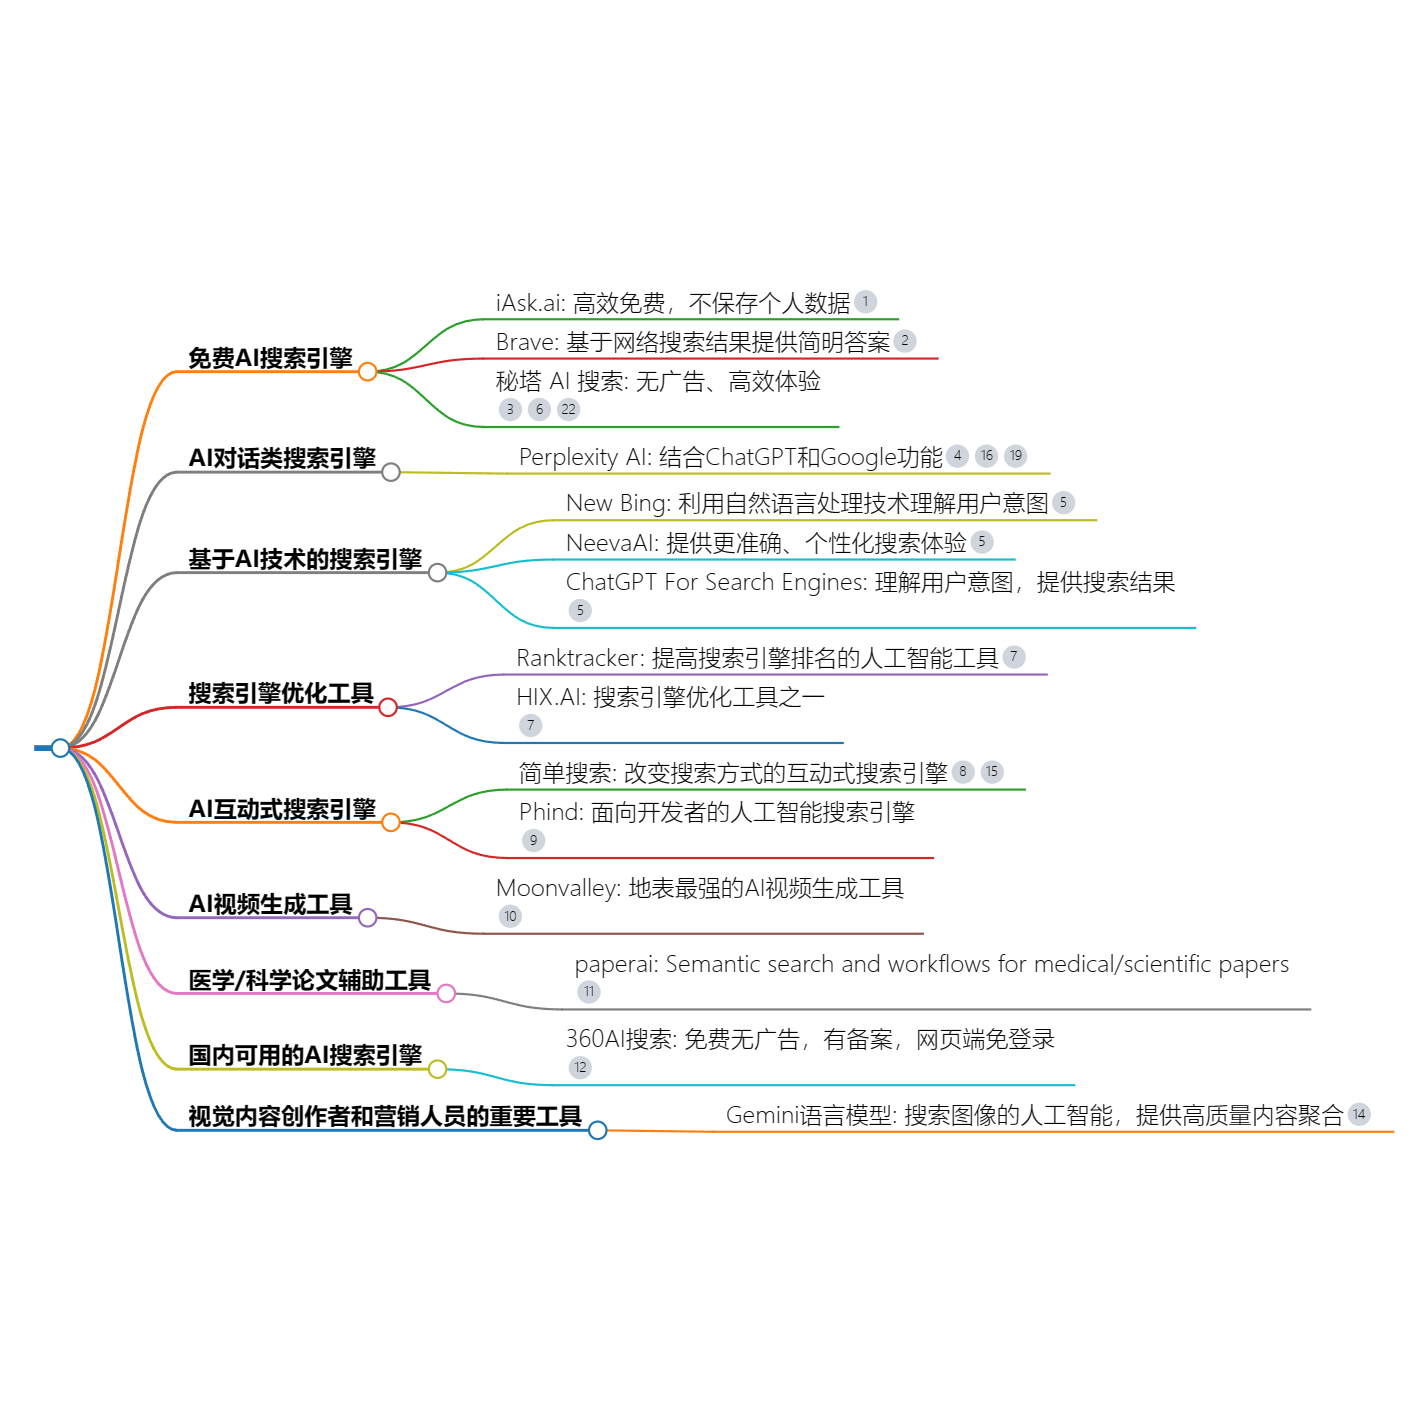 免费AI搜索引擎
iAsk.ai: 高效免费，不保存个人数据 1
Brave: 基于网络搜索结果提供简明答案 2
秘塔 AI 搜索: 无广告、高效体验
3 6 22
AI对话类搜索引擎
Perplexity AI: 结合ChatGPT和Google功能 4 16 19
基于AI技术的搜索引擎
New Bing: 利用自然语言处理技术理解用户意图 5
NeevaAI: 提供更准确、个性化搜索体验 5
ChatGPT For Search Engines: 理解用户意图，提供搜索结果
5
搜索引擎优化工具
Ranktracker: 提高搜索引擎排名的人工智能工具 7
HIX.AI: 搜索引擎优化工具之一
7
AI互动式搜索引擎
简单搜索: 改变搜索方式的互动式搜索引擎 8 15
Phind: 面向开发者的人工智能搜索引擎
9
AI视频生成工具
Moonvalley: 地表最强的AI视频生成工具
10
医学/科学论文辅助工具
paperai: Semantic search and workflows for medical/scientific papers
11
国内可用的AI搜索引擎
360AI搜索: 免费无广告，有备案，网页端免登录
12
视觉内容创作者和营销人员的重要工具
Gemini语言模型: 搜索图像的人工智能，提供高质量内容聚合 14